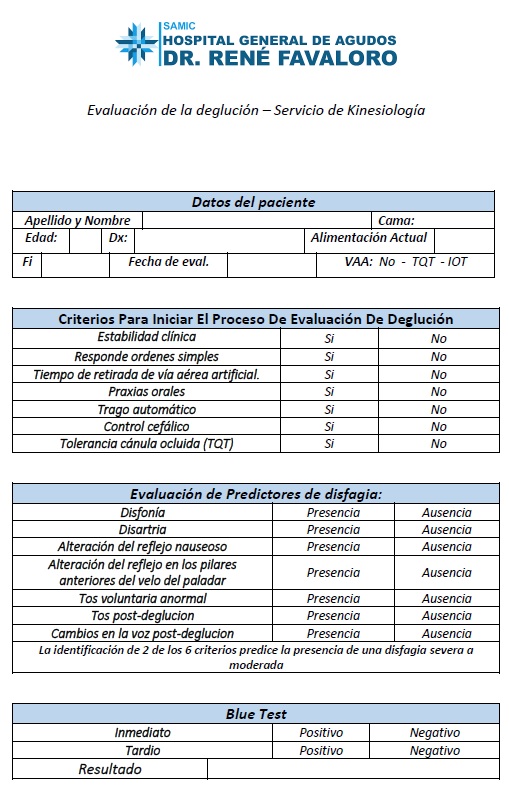 SAMIC
HOSPITAL GENERAL DE AGUDOS
DR. RENÉ FAVALORO
Evaluación de la deglución – Servicio de Kinesiología
Datos del paciente
Apellido y Nombre Cama:
Edad: Dx: Alimentación Actual
Fi Fecha de eval. VAA: No - TQT - IOT
Criterios Para Iniciar El Proceso De Evaluación De Deglución
Estabilidad clínica Si No
Responde ordenes simples Si No
Tiempo de retirada de vía aérea artificial. Si No
Praxias orales Si No
Trago automático Si No
Control cefálico Si No
Tolerancia cánula ocluida (TQT) Si No
Evaluación de Predictores de disfagia:
Disfonía Presencia Ausencia
Disartria Presencia Ausencia
Alteración del reflejo nauseoso Presencia Ausencia
Alteración del reflejo en los pilares
anteriores del velo del paladar Presencia Ausencia
Tos voluntaria anormal Presencia Ausencia
Tos post-deglucion Presencia Ausencia
Cambios en la voz post-deglucion Presencia Ausencia
La identificación de 2 de los 6 criterios predice la presencia de una disfagia severa a
moderada
Blue Test
Inmediato Positivo Negativo
Tardio Positivo Negativo
Resultado